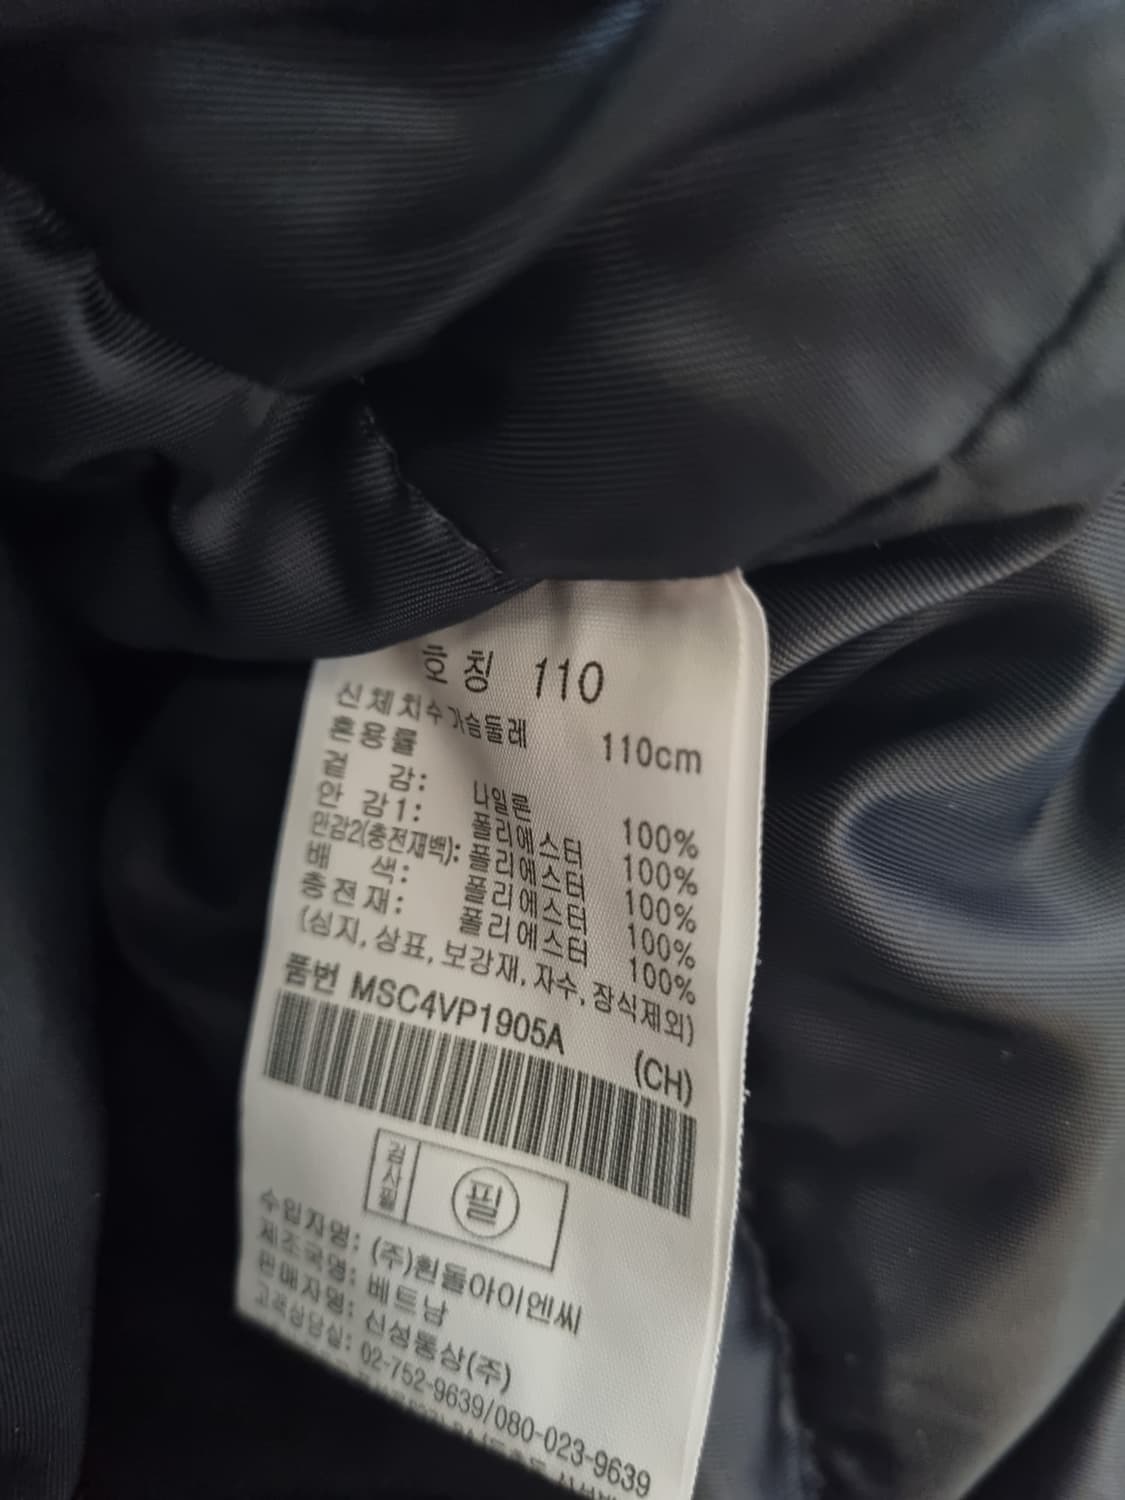 호칭 110
신체치수 가슴둘레 110cm
혼용률
겉 감: 나일론 100%
안 감1: 폴리에스터 100%
안감2(충전재백): 폴리에스터 100%
배 색: 폴리에스터 100%
충전재: 폴리에스터 100%
(심지, 상표, 보강재, 자수, 장식제외)
품번 MSC4VP1905A (CH)
검사필 필
수입자명: (주)흰돌아이엔씨
제조국명: 베트남
판매자명: 신성통상(주)
고객상담실: 02-752-9639/080-023-9639